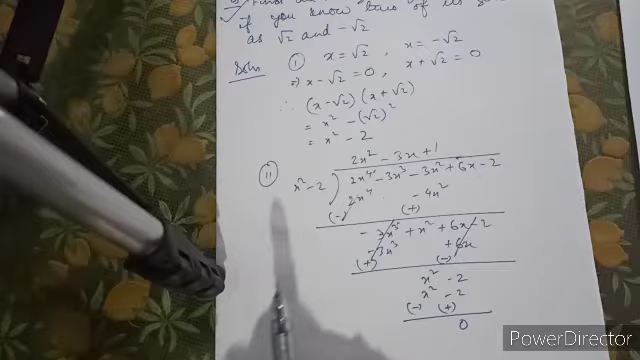 if you know two of its
as √2 and -√2
Soln (i) x = √2 , x = -√2
⇒ x - √2 = 0 , x + √2 = 0
∴ (x - √2) (x + √2)
= x² - (√2)²
= x² - 2
2x² - 3x + 1
(ii) x² - 2 ) 2x⁴ - 3x³ - 3x² + 6x - 2
2x⁴ - 4x²
(-) (+)
- 3x³ + x² + 6x - 2
- 3x³ + 6x
(+) (-)
x² - 2
x² - 2
(-) (+)
0
PowerDirector